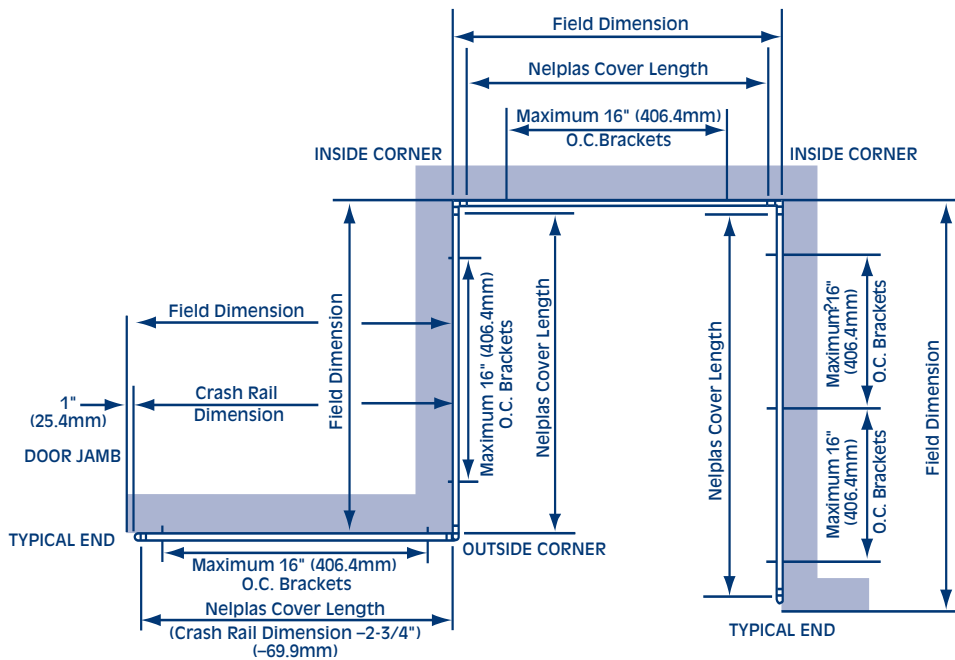 Field Dimension
Nelplas Cover Length
Maximum 16" (406.4mm)
O.C.Brackets
INSIDE CORNER
INSIDE CORNER
Field Dimension
Crash Rail
Dimension
1"
(25.4mm)
DOOR JAMB
TYPICAL END
Field Dimension
Maximum 16" (406.4mm)
O.C. Brackets
Nelplas Cover Length
Nelplas Cover Length
Maximum?16"
(406.4mm)
O.C. Brackets
Maximum 16"
(406.4mm)
O.C. Brackets
Field Dimension
OUTSIDE CORNER
Maximum 16" (406.4mm)
O.C. Brackets
Nelplas Cover Length
(Crash Rail Dimension –2-3/4")
(–69.9mm)
TYPICAL END